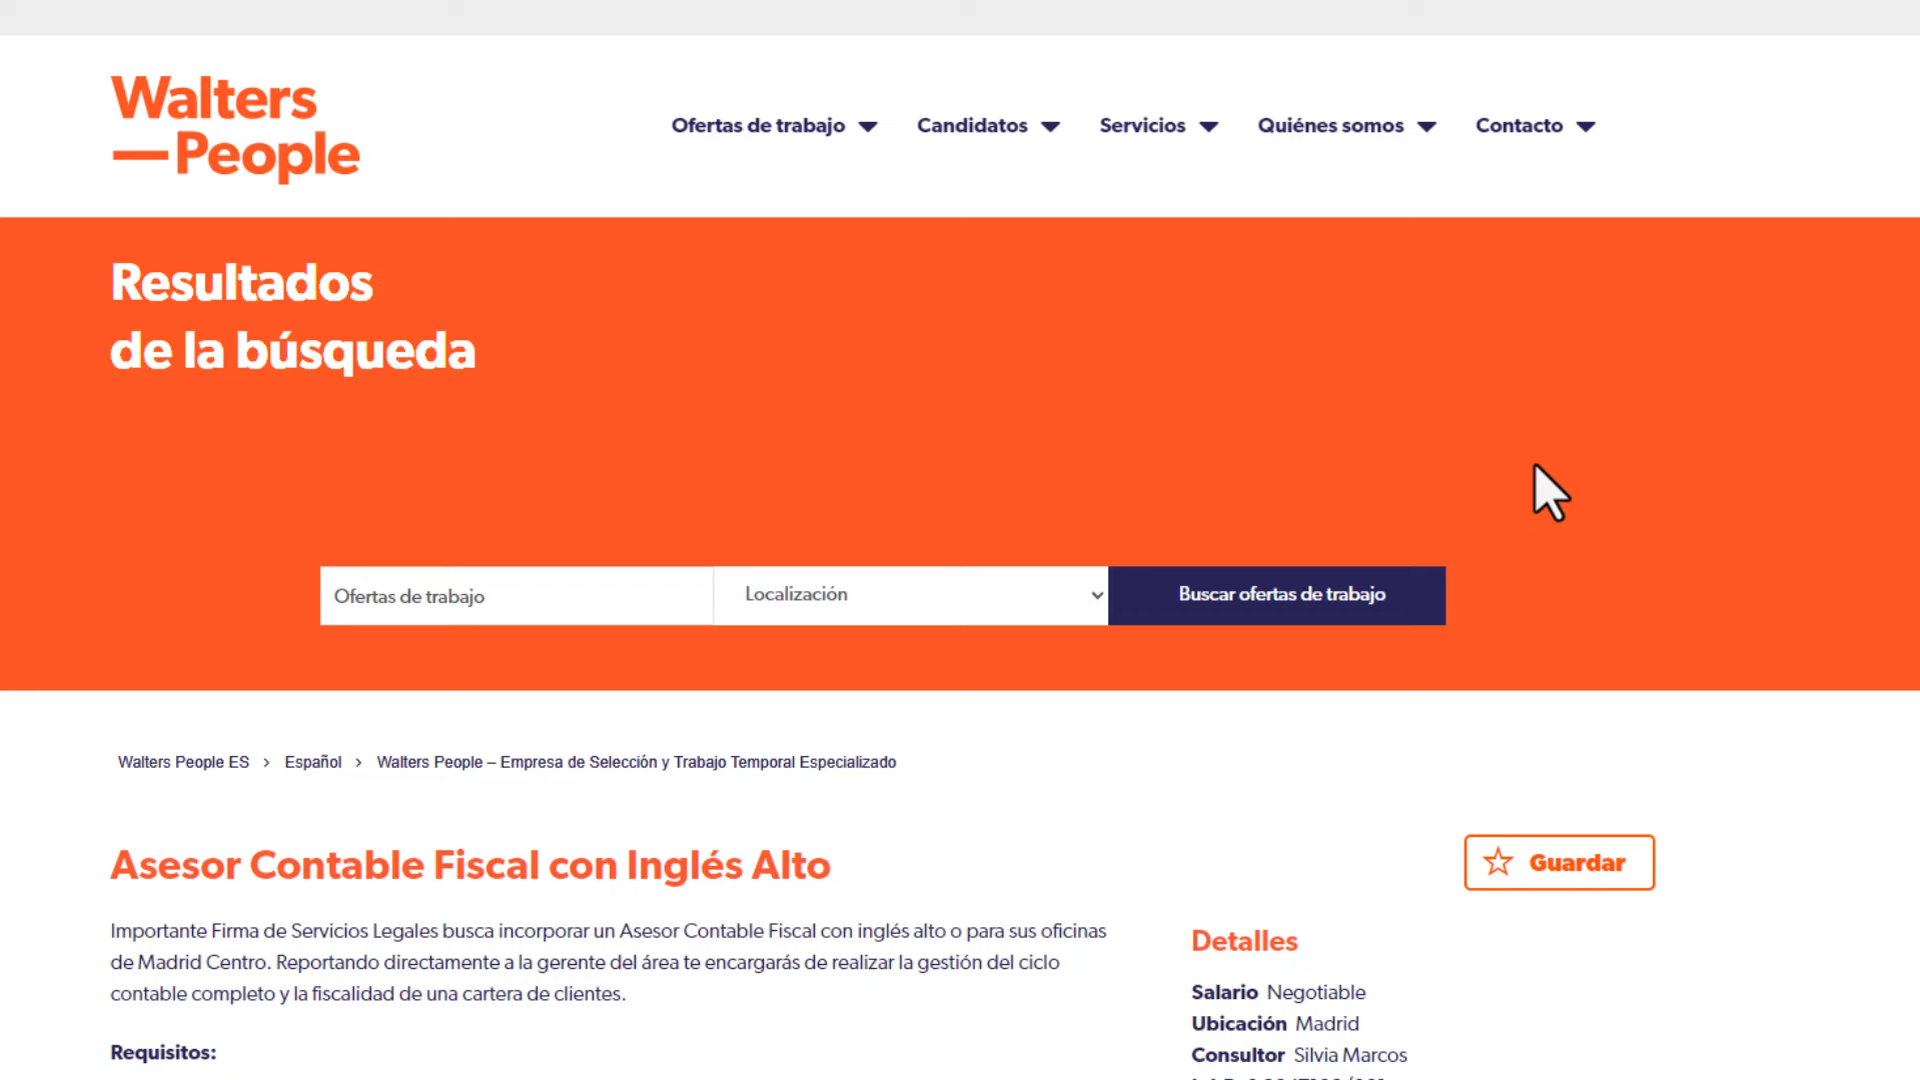 Walters
—People
Ofertas de trabajo
Candidatos
Servicios
Quiénes somos
Contacto
Resultados
de la búsqueda
Ofertas de trabajo
Localización
Buscar ofertas de trabajo
Walters People ES > Español > Walters People – Empresa de Selección y Trabajo Temporal Especializado
Asesor Contable Fiscal con Inglés Alto
Guardar
Importante Firma de Servicios Legales busca incorporar un Asesor Contable Fiscal con inglés alto o para sus oficinas
de Madrid Centro. Reportando directamente a la gerente del área te encargarás de realizar la gestión del ciclo
contable completo y la fiscalidad de una cartera de clientes.
Requisitos:
Detalles
Salario Negotiable
Ubicación Madrid
Consultor Silvia Marcos